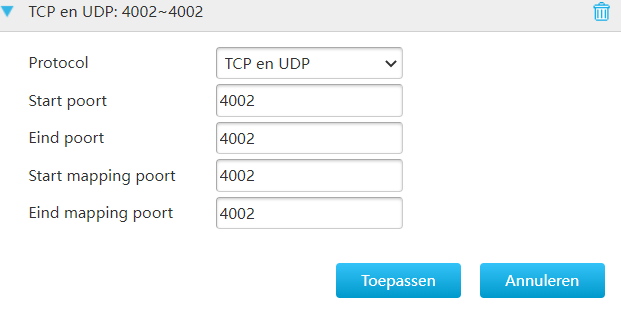 TCP en UDP: 4002~4002
Protocol TCP en UDP
Start poort 4002
Eind poort 4002
Start mapping poort 4002
Eind mapping poort 4002
Toepassen Annuleren